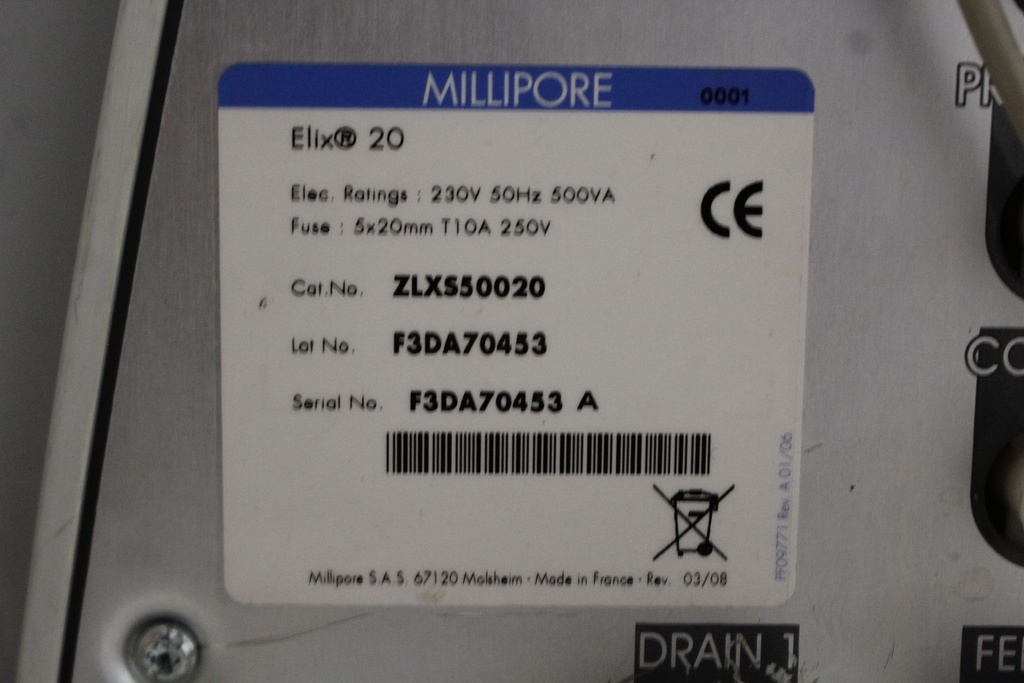 MILLIPORE 0001
Elix® 20
Elec. Ratings : 230V 50Hz 500VA
Fuse : 5x20mm T10A 250V
CE
Cat.No. ZLXS50020
Lot No. F3DA70453
Serial No. F3DA70453 A
PF09771 Rev. A 01/06
Millipore S.A.S. 67120 Molsheim - Made in France - Rev. 03/08
DRAIN 1
PR
CO
FE